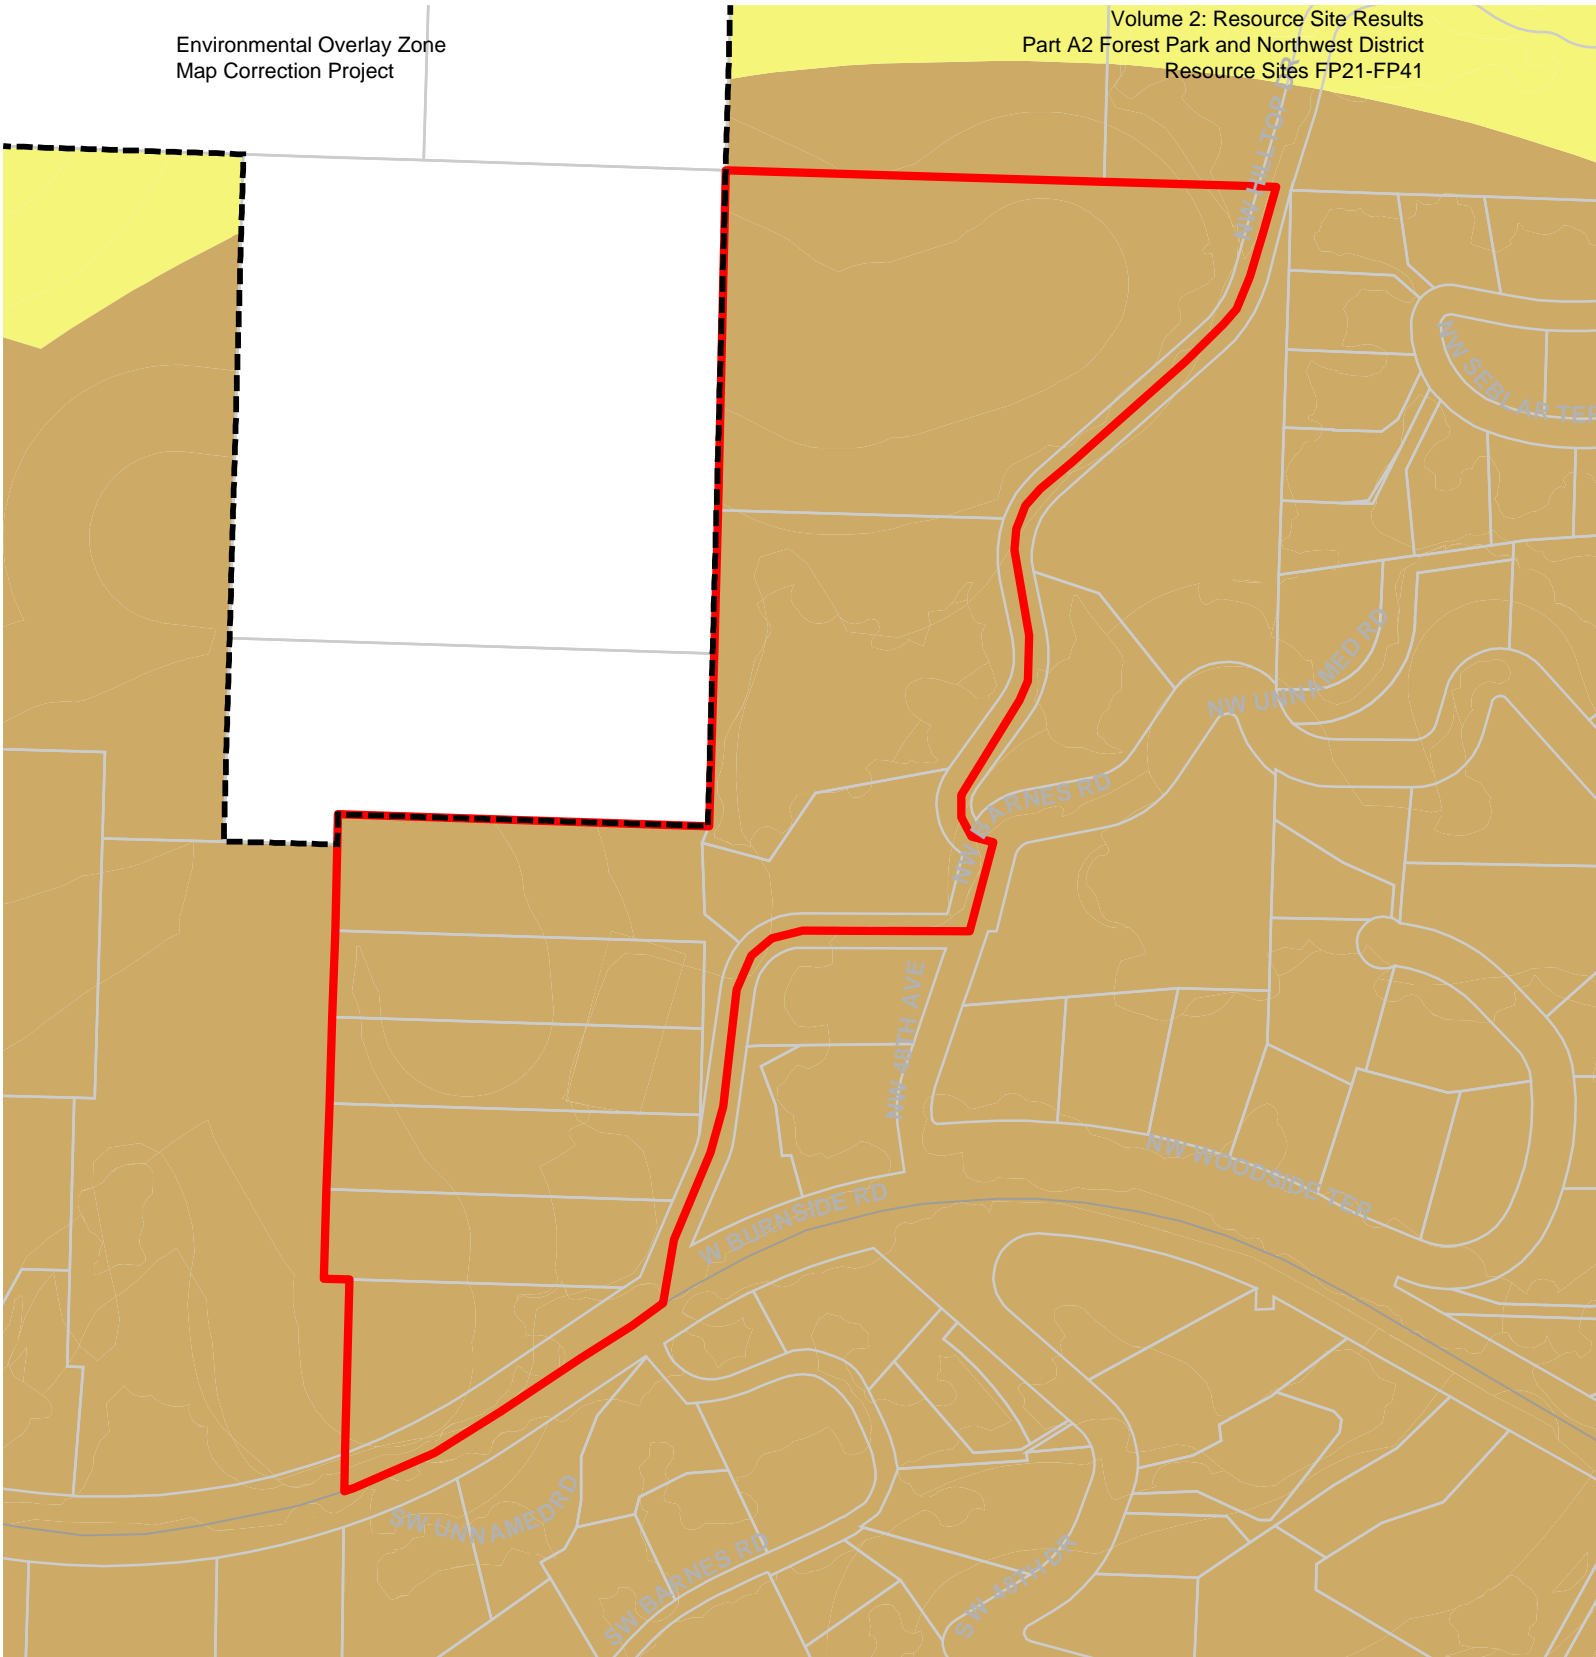 Environmental Overlay Zone
Map Correction Project
Volume 2: Resource Site Results
Part A2 Forest Park and Northwest District
Resource Sites FP21-FP41
NW HILLTOP DR
NW SEBLAR TER
NW UNNAMED RD
NW BARNES RD
NW 48TH AVE
NW WOODSIDE TER
W BURNSIDE RD
SW UNNAMED RD
SW BARNES RD
SW 48TH DR